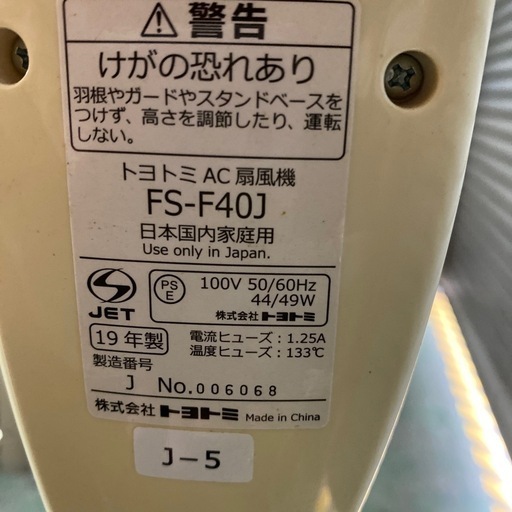 警告
けがの恐れあり
羽根やガードやスタンドベースを
つけず、高さを調節したり、運転
しない。
トヨトミ AC 扇風機
FS-F40J
日本国内家庭用
Use only in Japan.
JET
PS
E
100V 50/60Hz
44/49W
株式会社 トヨトミ
19 年製
電流ヒューズ：1.25A
温度ヒューズ：133℃
製造番号
J No.006068
株式会社 トヨトミ Made in China
J-5